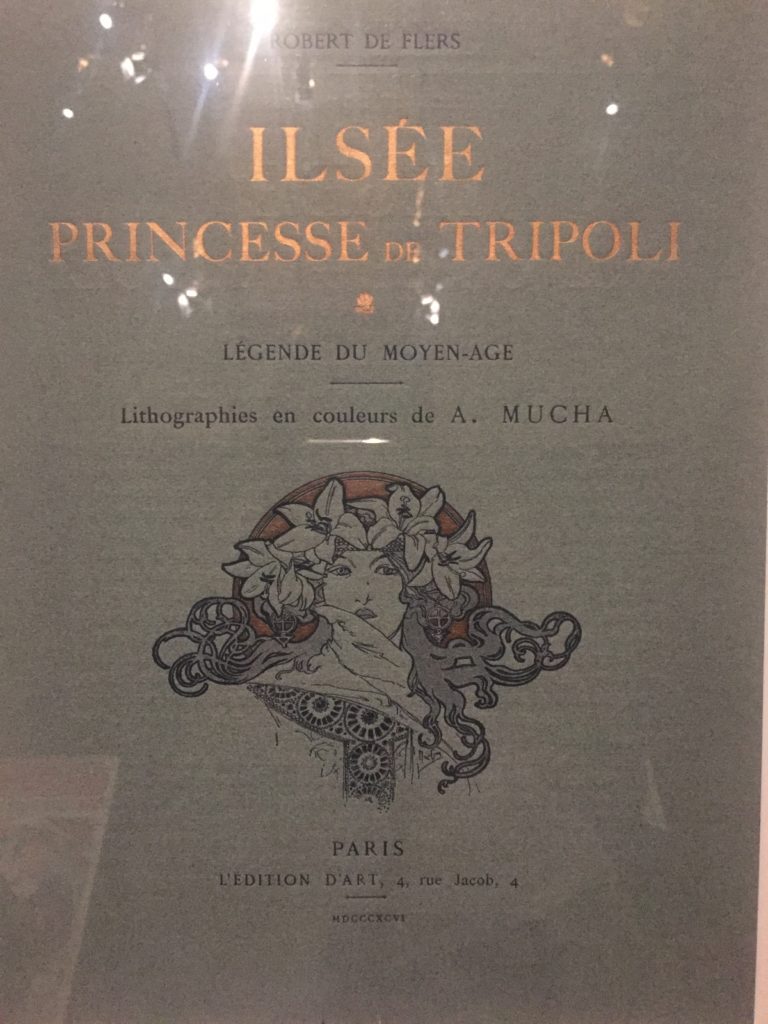 ROBERT DE FLERS
ILSÉE
PRINCESSE DE TRIPOLI
LÉGENDE DU MOYEN-AGE
Lithographies en couleurs de A. MUCHA
PARIS
L'EDITION D'ART, 4, rue Jacob, 4
MDCCCXCVI